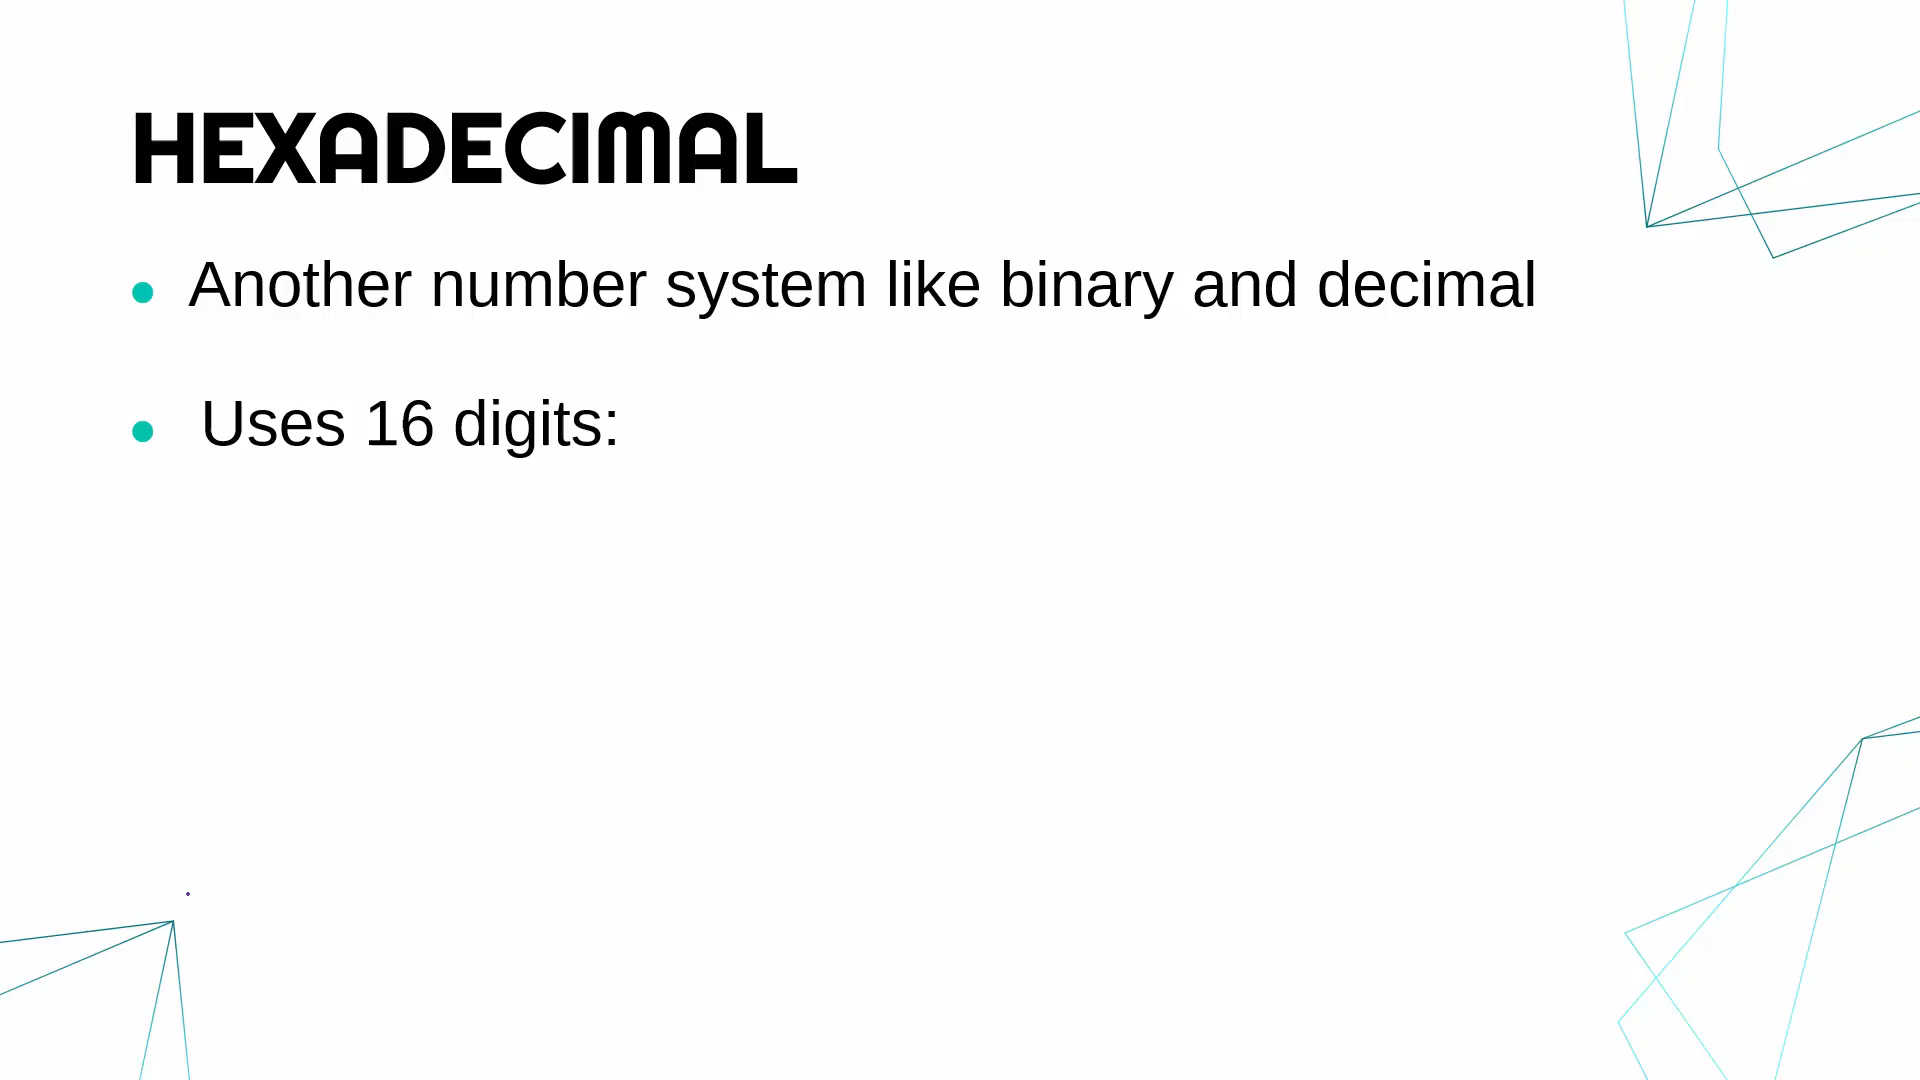 HEXADECIMAL
Another number system like binary and decimal
Uses 16 digits: